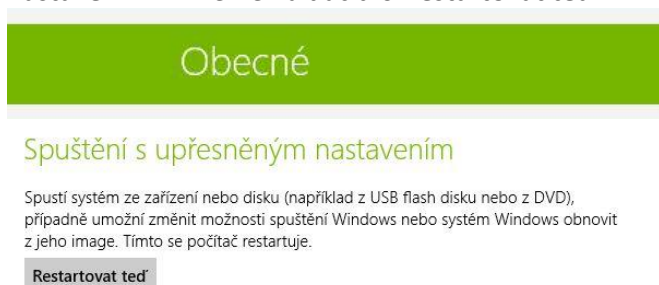 Obecné
Spuštění s upřesněným nastavením
Spustí systém ze zařízení nebo disku (například z USB flash disku nebo z DVD),
případně umožní změnit možnosti spuštění Windows nebo systém Windows obnovit
z jeho image. Tímto se počítač restartuje.
Restartovat teď